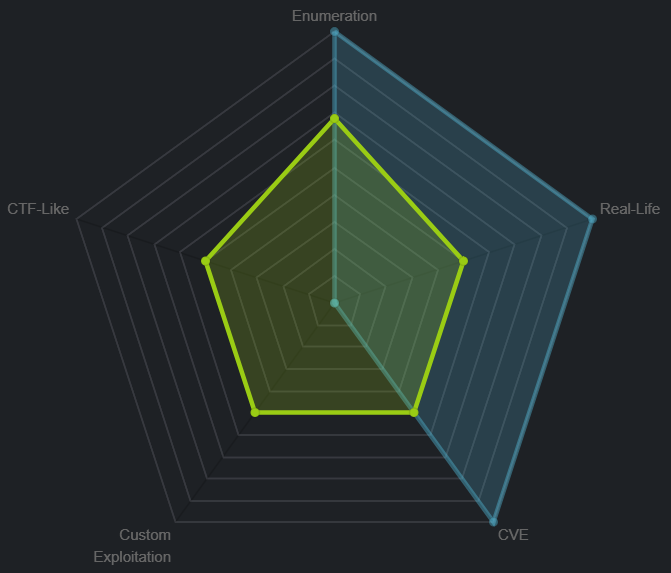 Enumeration
CTF-Like
Real-Life
Custom
Exploitation
CVE